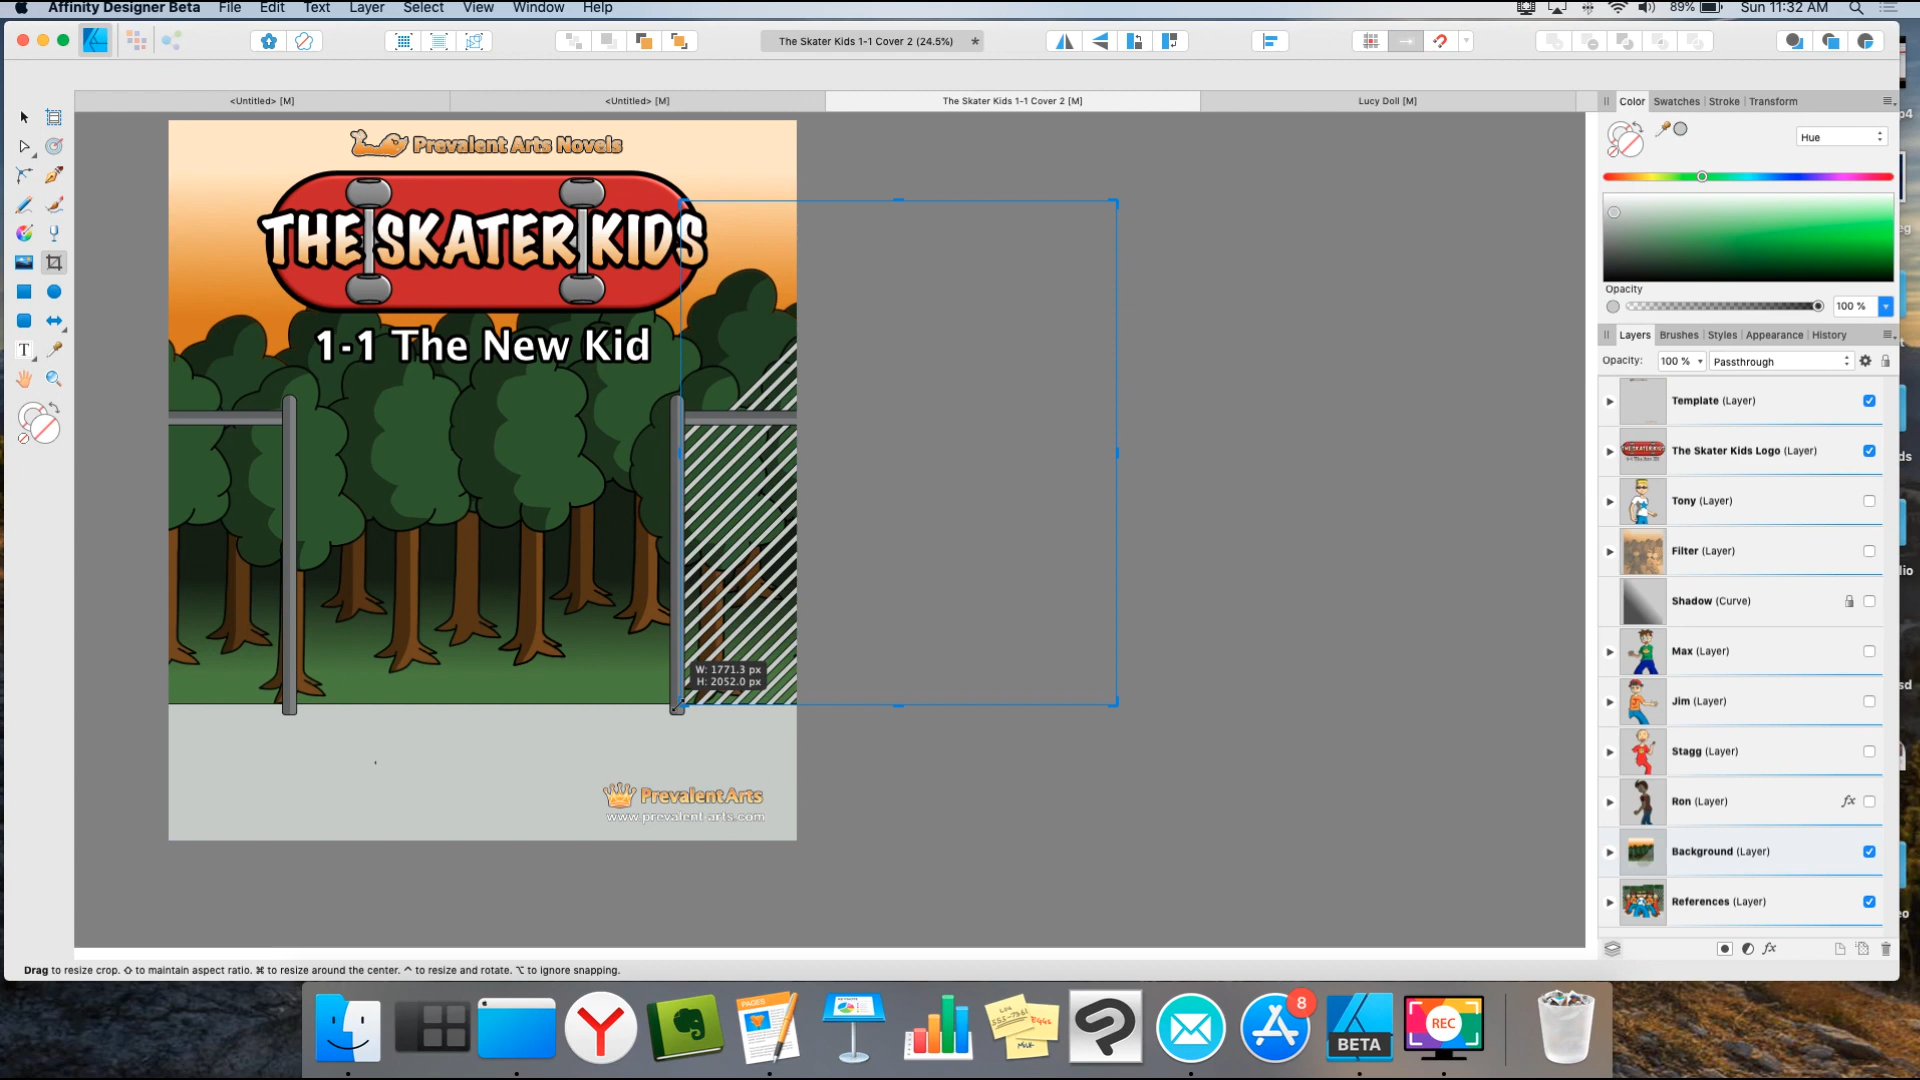 Affinity Designer Beta File Edit Text Layer Select View Window Help 89% Sun 11:32 AM
The Skater Kids 1-1 Cover 2 (24.5%) *
<Untitled> [M] <Untitled> [M] The Skater Kids 1-1 Cover 2 [M] Lucy Doll [M]
Color Swatches Stroke Transform
Hue
Opacity
100 %
Layers Brushes Styles Appearance History
Opacity: 100 % Passthrough
Template (Layer)
The Skater Kids Logo (Layer)
Tony (Layer)
Filter (Layer)
Shadow (Curve)
Max (Layer)
Jim (Layer)
Stagg (Layer)
Ron (Layer) fx
Background (Layer)
References (Layer)
fx
Prevalent Arts Novels
THE SKATER KIDS
1-1 The New Kid
W: 1771.3 px
H: 2052.0 px
PrevalentArts
www.prevalent-arts.com
Drag to resize crop. ⇧ to maintain aspect ratio. ⌘ to resize around the center. ^ to resize and rotate. ⌥ to ignore snapping.
PAGES
KEYNOTE
8
BETA
REC